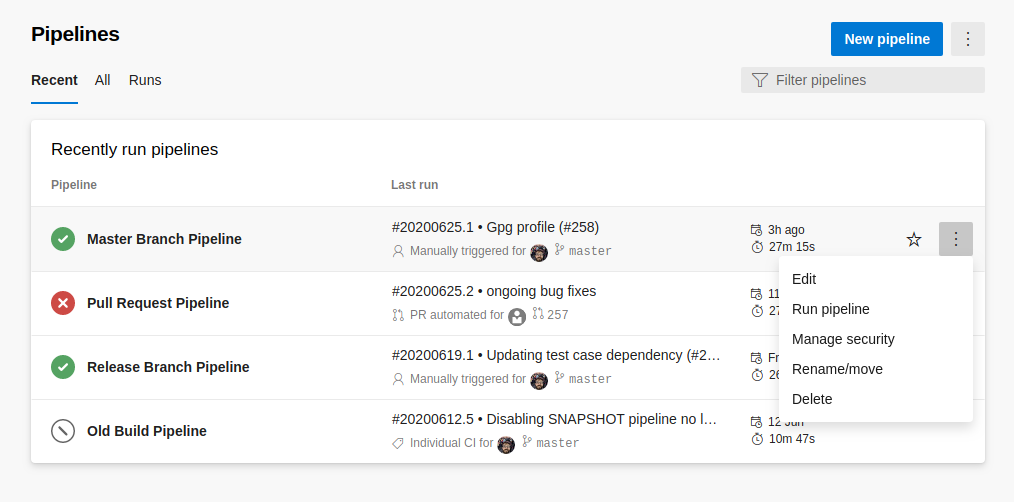 Pipelines
New pipeline
Recent All Runs
Filter pipelines
Recently run pipelines
Pipeline Last run
Master Branch Pipeline
#20200625.1 • Gpg profile (#258)
Manually triggered for master
3h ago
27m 15s
Edit
Run pipeline
Manage security
Rename/move
Delete
Pull Request Pipeline
#20200625.2 • ongoing bug fixes
PR automated for 257
Release Branch Pipeline
#20200619.1 • Updating test case dependency (#2…
Manually triggered for master
Old Build Pipeline
#20200612.5 • Disabling SNAPSHOT pipeline no l…
Individual CI for master
12 Jun
10m 47s